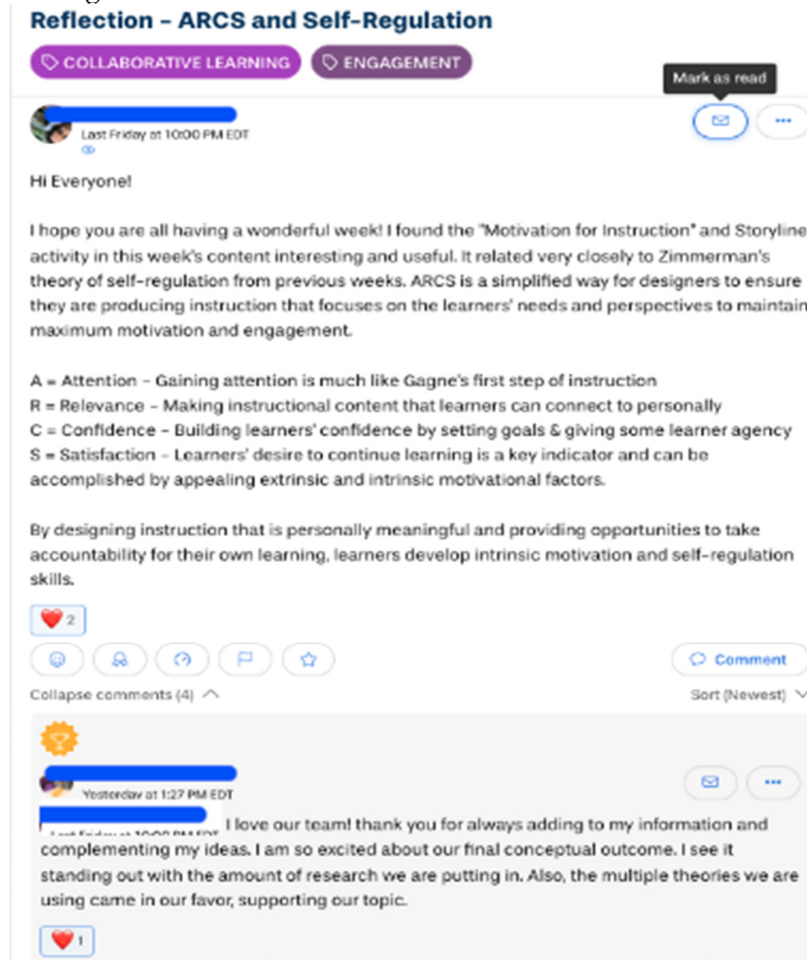 Reflection – ARCS and Self-Regulation
COLLABORATIVE LEARNING ENGAGEMENT
Mark as read
Last Friday at 10:00 PM EDT
Hi Everyone!
I hope you are all having a wonderful week! I found the "Motivation for Instruction" and Storyline
activity in this week's content interesting and useful. It related very closely to Zimmerman's
theory of self-regulation from previous weeks. ARCS is a simplified way for designers to ensure
they are producing instruction that focuses on the learners' needs and perspectives to maintain
maximum motivation and engagement.
A = Attention – Gaining attention is much like Gagne's first step of instruction
R = Relevance – Making instructional content that learners can connect to personally
C = Confidence – Building learners' confidence by setting goals & giving some learner agency
S = Satisfaction – Learners' desire to continue learning is a key indicator and can be
accomplished by appealing extrinsic and intrinsic motivational factors.
By designing instruction that is personally meaningful and providing opportunities to take
accountability for their own learning, learners develop intrinsic motivation and self-regulation
skills.
2
Comment
Collapse comments (4) Sort (Newest)
Yesterday at 1:27 PM EDT
I love our team! thank you for always adding to my information and
complementing my ideas. I am so excited about our final conceptual outcome. I see it
standing out with the amount of research we are putting in. Also, the multiple theories we are
using came in our favor, supporting our topic.
1